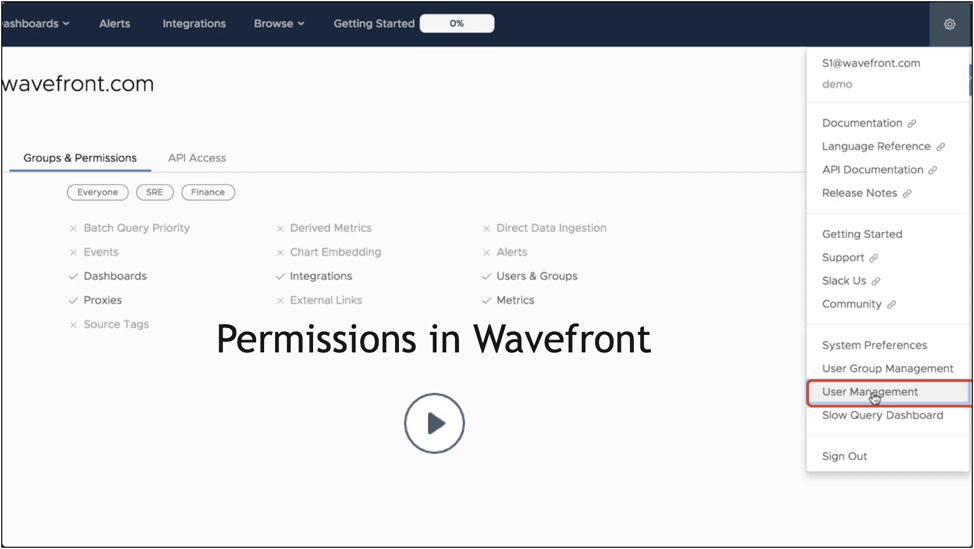 ashboards Alerts Integrations Browse Getting Started 0%
wavefront.com
Groups & Permissions API Access
Everyone SRE Finance
Batch Query Priority Derived Metrics Direct Data Ingestion
Events Chart Embedding Alerts
Dashboards Integrations Users & Groups
Proxies External Links Metrics
Source Tags
Permissions in Wavefront
S1@wavefront.com
demo
Documentation
Language Reference
API Documentation
Release Notes
Getting Started
Support
Slack Us
Community
System Preferences
User Group Management
User Management
Slow Query Dashboard
Sign Out